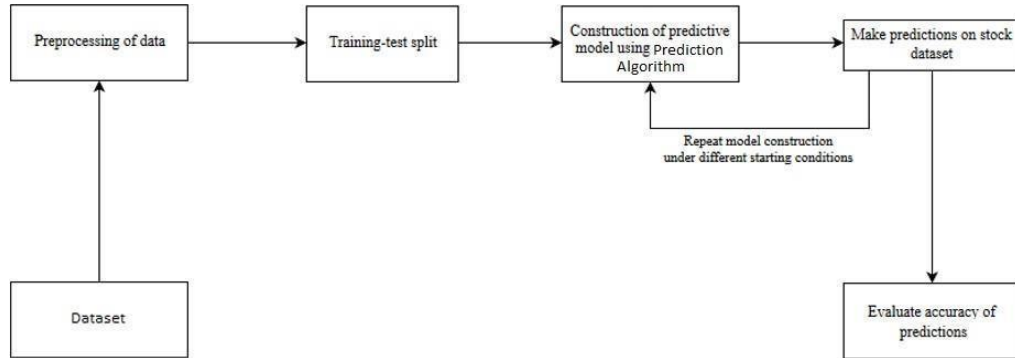 Preprocessing of data
Training-test split
Construction of predictive
model using Prediction
Algorithm
Make predictions on stock
dataset
Repeat model construction
under different starting conditions
Dataset
Evaluate accuracy of
predictions